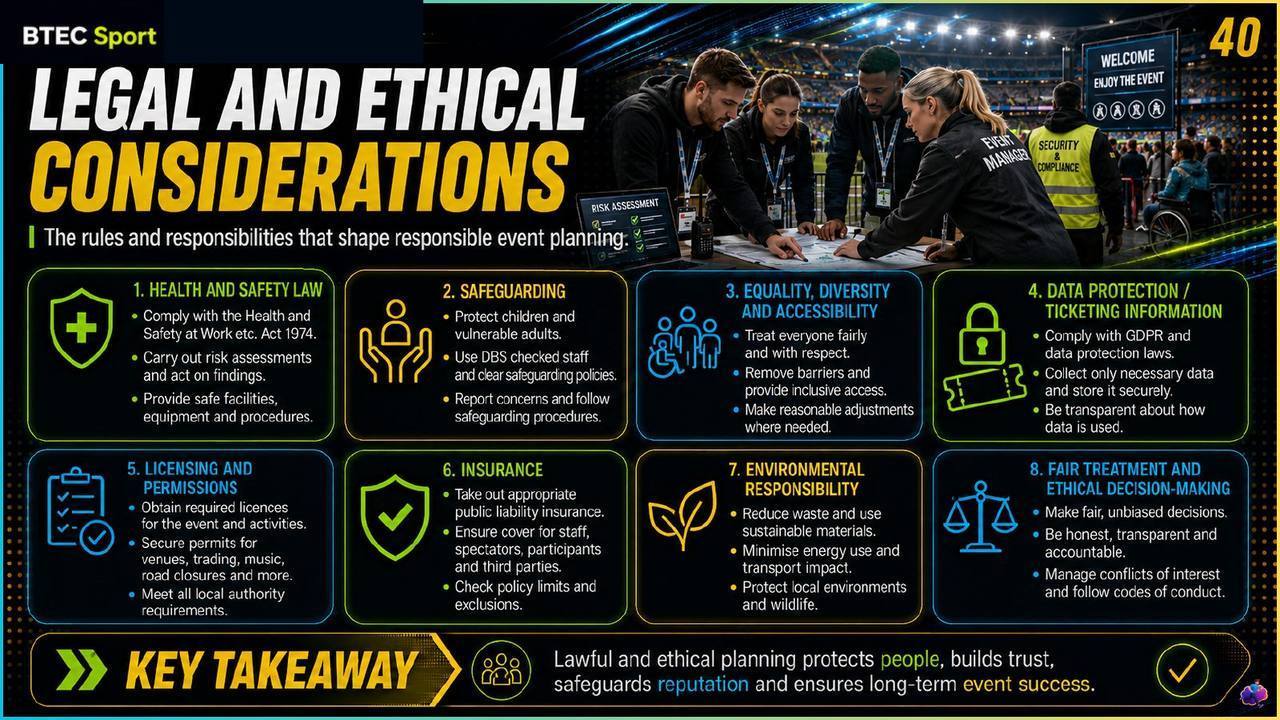 BTEC Sport
40
LEGAL AND ETHICAL
CONSIDERATIONS
The rules and responsibilities that shape responsible event planning.
RISK ASSESSMENT
WELCOME
ENJOY THE EVENT
EVENT
MANAGER
SECURITY
&
COMPLIANCE
1. HEALTH AND SAFETY LAW
• Comply with the Health and
Safety at Work etc. Act 1974.
• Carry out risk assessments
and act on findings.
• Provide safe facilities,
equipment and procedures.
2. SAFEGUARDING
• Protect children and
vulnerable adults.
• Use DBS checked staff
and clear safeguarding policies.
• Report concerns and follow
safeguarding procedures.
3. EQUALITY, DIVERSITY
AND ACCESSIBILITY
• Treat everyone fairly
and with respect.
• Remove barriers and
provide inclusive access.
• Make reasonable adjustments
where needed.
4. DATA PROTECTION /
TICKETING INFORMATION
• Comply with GDPR and
data protection laws.
• Collect only necessary data
and store it securely.
• Be transparent about how
data is used.
5. LICENSING AND
PERMISSIONS
• Obtain required licences
for the event and activities.
• Secure permits for
venues, trading, music,
road closures and more.
• Meet all local authority
requirements.
6. INSURANCE
• Take out appropriate
public liability insurance.
• Ensure cover for staff,
spectators, participants
and third parties.
• Check policy limits and
exclusions.
7. ENVIRONMENTAL
RESPONSIBILITY
• Reduce waste and use
sustainable materials.
• Minimise energy use and
transport impact.
• Protect local environments
and wildlife.
8. FAIR TREATMENT AND
ETHICAL DECISION-MAKING
• Make fair, unbiased decisions.
• Be honest, transparent and
accountable.
• Manage conflicts of interest
and follow codes of conduct.
KEY TAKEAWAY
Lawful and ethical planning protects people, builds trust,
safeguards reputation and ensures long-term event success.